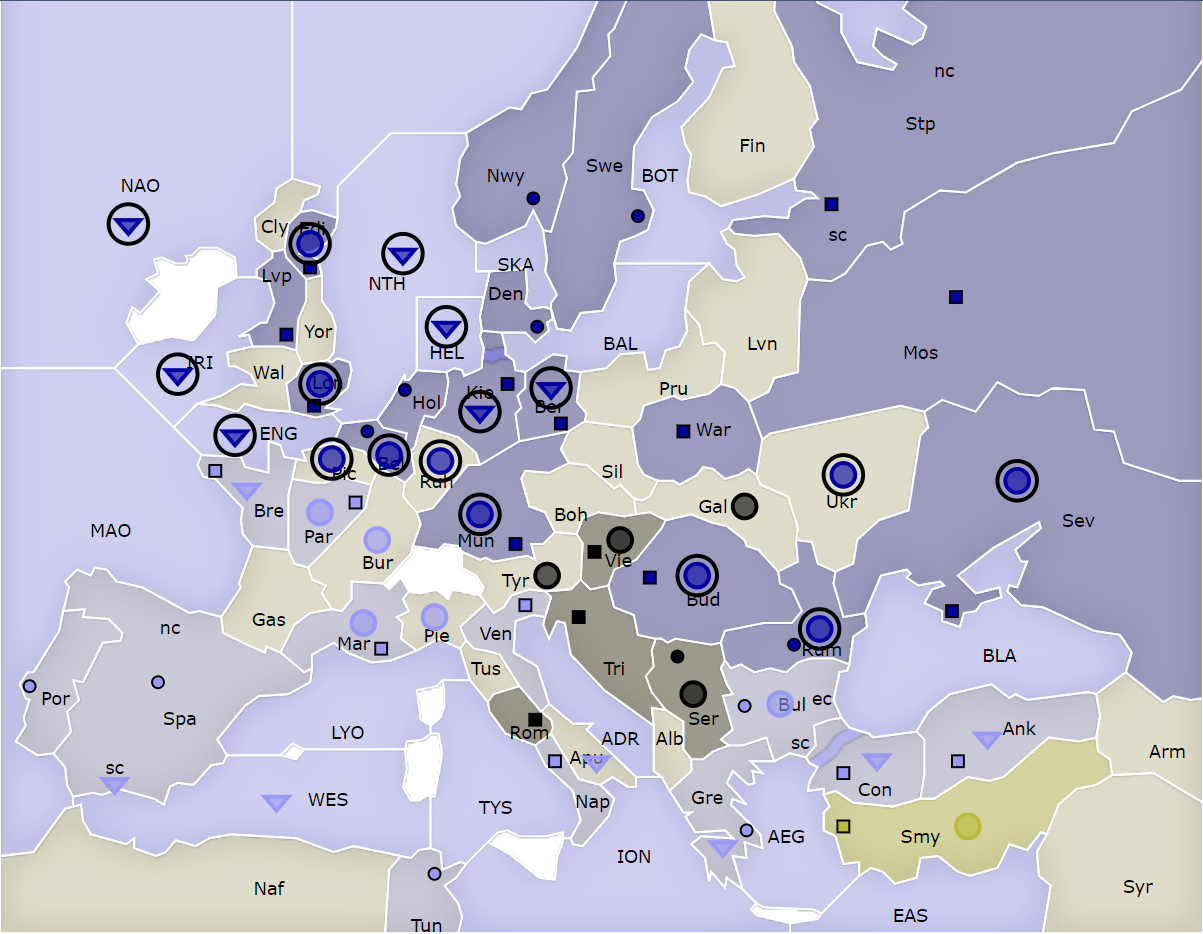 nc
Stp
Fin
Swe
BOT
Nwy
NAO
Cly
Edi
sc
SKA
Lvp
NTH
Den
Yor
BAL
Lvn
HEL
Mos
IRI
Wal
Lon
Kie
Pru
Hol
Ber
ENG
War
Bel
Pic
Sil
Run
Ukr
Gal
Bre
Boh
Sev
MAO
Par
Mun
Vie
Bur
Tyr
Bud
Gas
nc
Pie
Ven
Mar
Rum
BLA
Tus
Tri
Por
Bul
ec
Spa
Ser
Ank
LYO
Rom
ADR
Alb
sc
Arm
Apu
sc
Con
WES
Nap
Gre
TYS
AEG
Smy
ION
Naf
Syr
EAS
Tun